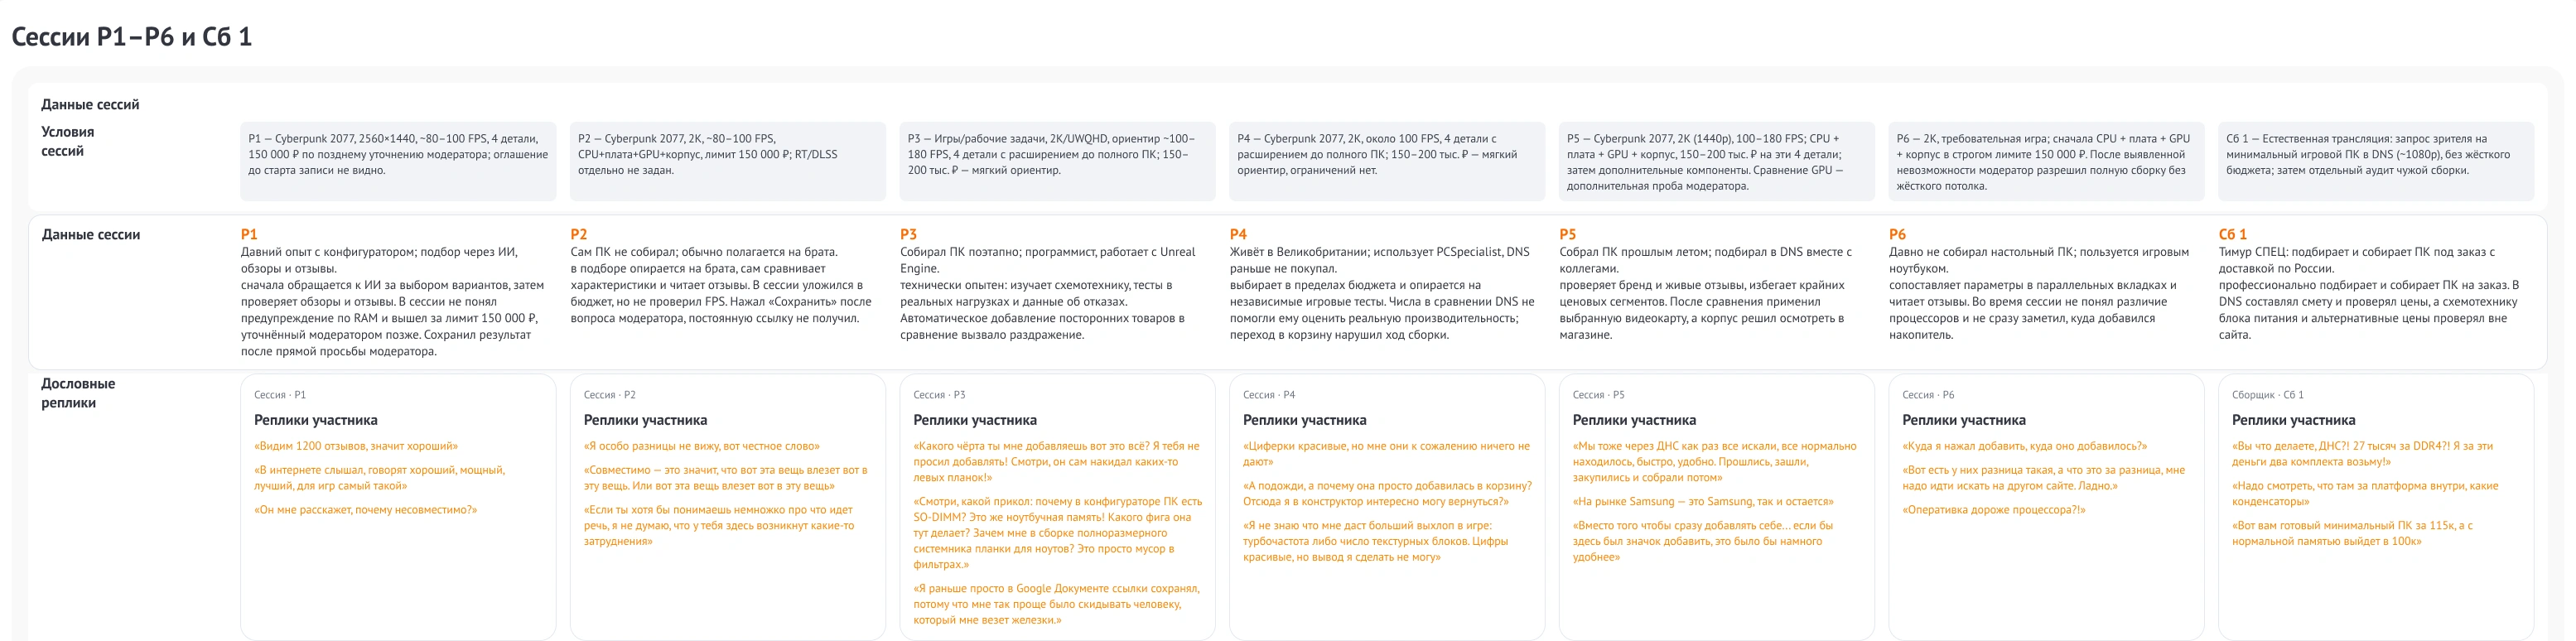 Сессии P1–P6 и Сб 1
Данные сессий
Условия
сессий
P1 — Cyberpunk 2077, 2560×1440, ~80–100 FPS, 4 детали,
150 000 ₽ по позднему уточнению модератора; оглашение
до старта записи не видно.
P2 — Cyberpunk 2077, 2K, ~80–100 FPS,
CPU+плата+GPU+корпус, лимит 150 000 ₽; RT/DLSS
отдельно не задан.
P3 — Игры/рабочие задачи, 2K/UWQHD, ориентир ~100–
180 FPS, 4 детали с расширением до полного ПК; 150–
200 тыс. ₽ — мягкий ориентир.
P4 — Cyberpunk 2077, 2K, около 100 FPS, 4 детали с
расширением до полного ПК; 150–200 тыс. ₽ — мягкий
ориентир, ограничений нет.
P5 — Cyberpunk 2077, 2K (1440p), 100–180 FPS; CPU +
плата + GPU + корпус, 150–200 тыс. ₽ на эти 4 детали;
затем дополнительные компоненты. Сравнение GPU —
дополнительная проба модератора.
P6 — 2K, требовательная игра; сначала CPU + плата + GPU
+ корпус в строгом лимите 150 000 ₽. После выявленной
невозможности модератор разрешил полную сборку без
жёсткого потолка.
Сб 1 — Естественная трансляция: запрос зрителя на
минимальный игровой ПК в DNS (~1080p), без жёсткого
бюджета; затем отдельный аудит чужой сборки.
Данные сессии
P1
Давний опыт с конфигуратором; подбор через ИИ,
обзоры и отзывы.
сначала обращается к ИИ за выбором вариантов, затем
проверяет обзоры и отзывы. В сессии не понял
предупреждение по RAM и вышел за лимит 150 000 ₽,
уточнённый модератором позже. Сохранил результат
после прямой просьбы модератора.
P2
Сам ПК не собирал; обычно полагается на брата.
в подборе опирается на брата, сам сравнивает
характеристики и читает отзывы. В сессии уложился в
бюджет, но не проверил FPS. Нажал «Сохранить» после
вопроса модератора, постоянную ссылку не получил.
P3
Собирал ПК поэтапно; программист, работает с Unreal
Engine.
технически опытен: изучает схемотехнику, тесты в
реальных нагрузках и данные об отказах.
Автоматическое добавление посторонних товаров в
сравнение вызвало раздражение.
P4
Живёт в Великобритании; использует PCSpecialist, DNS
раньше не покупал.
выбирает в пределах бюджета и опирается на
независимые игровые тесты. Числа в сравнении DNS не
помогли ему оценить реальную производительность;
переход в корзину нарушил ход сборки.
P5
Собрал ПК прошлым летом; подбирал в DNS вместе с
коллегами.
проверяет бренд и живые отзывы, избегает крайних
ценовых сегментов. После сравнения применил
выбранную видеокарту, а корпус решил осмотреть в
магазине.
P6
Давно не собирал настольный ПК; пользуется игровым
ноутбуком.
сопоставляет параметры в параллельных вкладках и
читает отзывы. Во время сессии не понял различие
процессоров и не сразу заметил, куда добавился
накопитель.
Сб 1
Тимур СПЕЦ: подбирает и собирает ПК под заказ с
доставкой по России.
профессионально подбирает и собирает ПК на заказ. В
DNS составлял смету и проверял цены, а схемотехнику
блока питания и альтернативные цены проверял вне
сайта.
Дословные
реплики
Сессия · P1
Реплики участника
«Видим 1200 отзывов, значит хороший»
«В интернете слышал, говорят хороший, мощный,
лучший, для игр самый такой»
«Он мне расскажет, почему несовместимо?»
Сессия · P2
Реплики участника
«Я особо разницы не вижу, вот честное слово»
«Совместимо — это значит, что вот эта вещь влезет вот в
эту вещь. Или вот эта вещь влезет вот в эту вещь»
«Если ты хотя бы понимаешь немножко про что идет
речь, я не думаю, что у тебя здесь возникнут какие-то
затруднения»
Сессия · P3
Реплики участника
«Какого чёрта ты мне добавляешь вот это всё? Я тебя не
просил добавлять! Смотри, он сам накидал каких-то
левых планок!»
«Смотри, какой прикол: почему в конфигураторе ПК есть
SO-DIMM? Это же ноутбучная память! Какого фига она
тут делает? Зачем мне в сборке полноразмерного
системника планки для ноутов? Это просто мусор в
фильтрах.»
«Я раньше просто в Google Документе ссылки сохранял,
потому что мне так проще было скидывать человеку,
который мне везет железки.»
Сессия · P4
Реплики участника
«Циферки красивые, но мне они к сожалению ничего не
дают»
«А подожди, а почему она просто добавилась в корзину?
Отсюда я в конструктор интересно могу вернуться?»
«Я не знаю что мне даст больший выхлоп в игре:
турбочастота либо число текстурных блоков. Цифры
красивые, но вывод я сделать не могу»
Сессия · P5
Реплики участника
«Мы тоже через ДНС как раз все искали, все нормально
находилось, быстро, удобно. Прошлись, зашли,
закупились и собрали потом»
«На рынке Samsung — это Samsung, так и остается»
«Вместо того чтобы сразу добавлять себе... если бы
здесь был значок добавить, это было бы намного
удобнее»
Сессия · P6
Реплики участника
«Куда я нажал добавить, куда оно добавилось?»
«Вот есть у них разница такая, а что это за разница, мне
надо идти искать на другом сайте. Ладно.»
«Оперативка дороже процессора?!»
Сборщик · Сб 1
Реплики участника
«Вы что делаете, ДНС?! 27 тысяч за DDR4?! Я за эти
деньги два комплекта возьму!»
«Надо смотреть, что там за платформа внутри, какие
конденсаторы»
«Вот вам готовый минимальный ПК за 115к, а с
нормальной памятью выйдет в 100к»